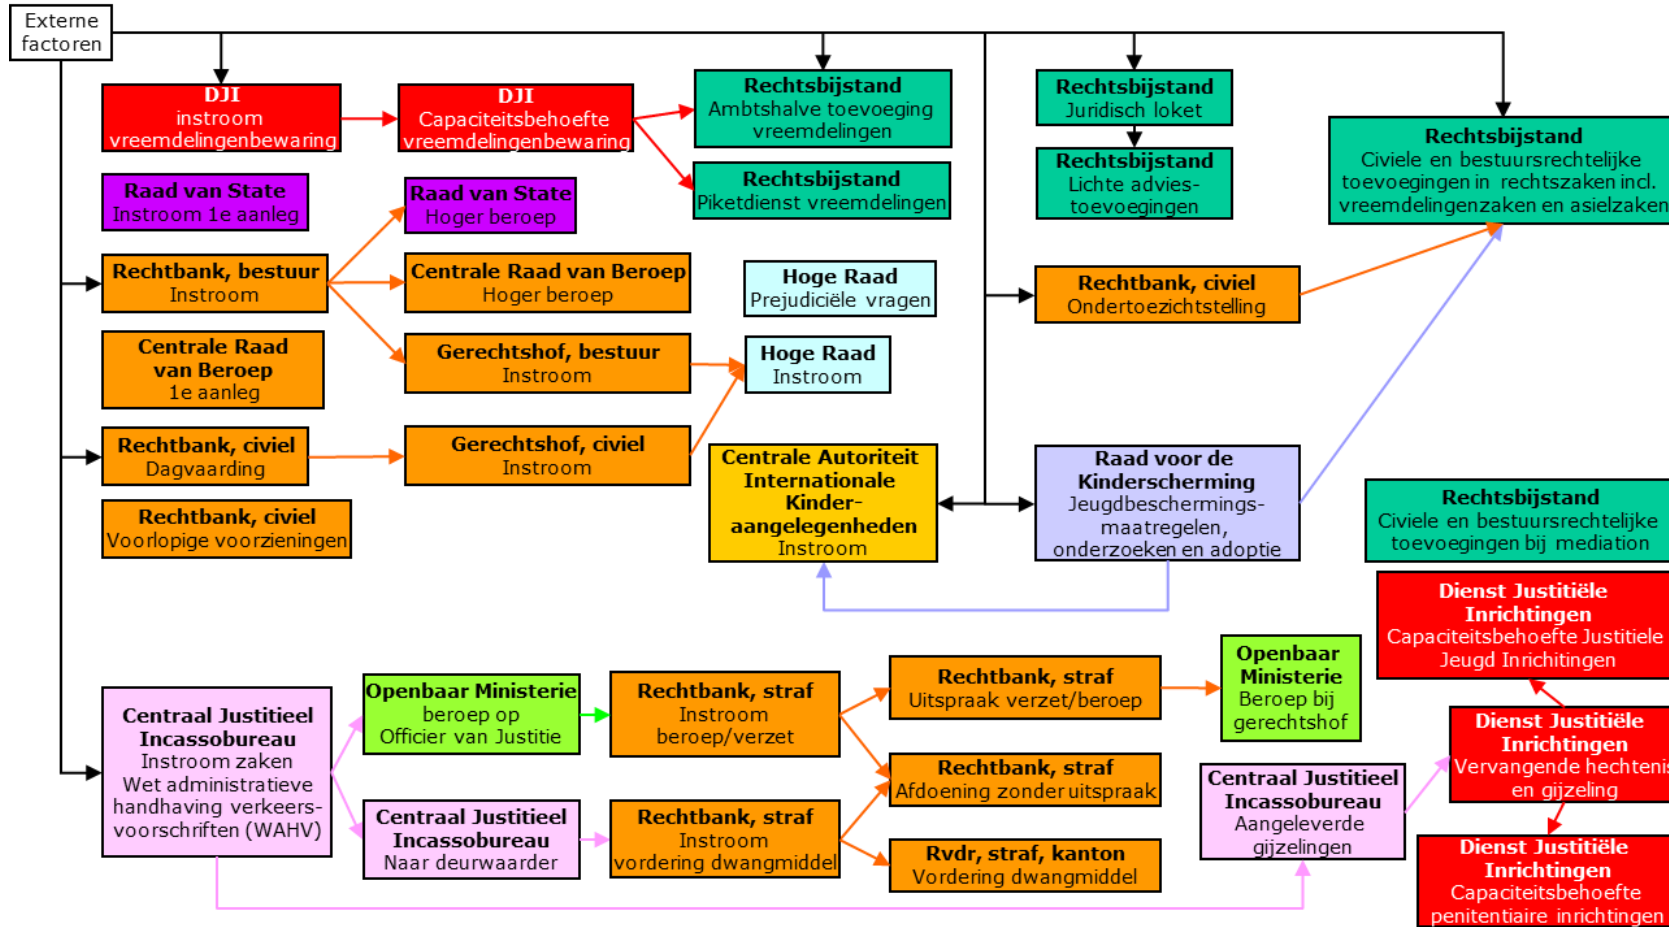 Externe
factoren
DJI
instroom
vreemdelingenbewaring
DJI
Capaciteitsbehoefte
vreemdelingenbewaring
Rechtsbijstand
Ambtshalve toevoeging
vreemdelingen
Rechtsbijstand
Piketdienst vreemdelingen
Rechtsbijstand
Juridisch loket
Rechtsbijstand
Lichte advies-
toevoegingen
Rechtsbijstand
Civiele en bestuursrechtelijke
toevoegingen in rechtszaken incl.
vreemdelingenzaken en asielzaken
Raad van State
Instroom 1e aanleg
Raad van State
Hoger beroep
Rechtbank, bestuur
Instroom
Centrale Raad van Beroep
Hoger beroep
Hoge Raad
Prejudiciële vragen
Rechtbank, civiel
Ondertoezichtstelling
Centrale Raad
van Beroep
1e aanleg
Gerechtshof, bestuur
Instroom
Hoge Raad
Instroom
Rechtbank, civiel
Dagvaarding
Gerechtshof, civiel
Instroom
Centrale Autoriteit
Internationale
Kinder-
aangelegenheden
Instroom
Raad voor de
Kinderscherming
Jeugdbeschermings-
maatregelen,
onderzoeken en adoptie
Rechtsbijstand
Civiele en bestuursrechtelijke
toevoegingen bij mediation
Rechtbank, civiel
Voorlopige voorzieningen
Dienst Justitiële
Inrichtingen
Capaciteitsbehoefte Justitiele
Jeugd Inrichitingen
Centraal Justitieel
Incassobureau
Instroom zaken
Wet administratieve
handhaving verkeers-
voorschriften (WAHV)
Openbaar Ministerie
beroep op
Officier van Justitie
Rechtbank, straf
Instroom
beroep/verzet
Rechtbank, straf
Uitspraak verzet/beroep
Openbaar
Ministerie
Beroep bij
gerechtshof
Dienst Justitiële
Inrichtingen
Vervangende hechtenis
en gijzeling
Centraal Justitieel
Incassobureau
Naar deurwaarder
Rechtbank, straf
Instroom
vordering dwangmiddel
Rechtbank, straf
Afdoening zonder uitspraak
Rvdr, straf, kanton
Vordering dwangmiddel
Centraal Justitieel
Incassobureau
Aangeleverde
gijzelingen
Dienst Justitiële
Inrichtingen
Capaciteitsbehoefte
penitentiaire inrichtingen